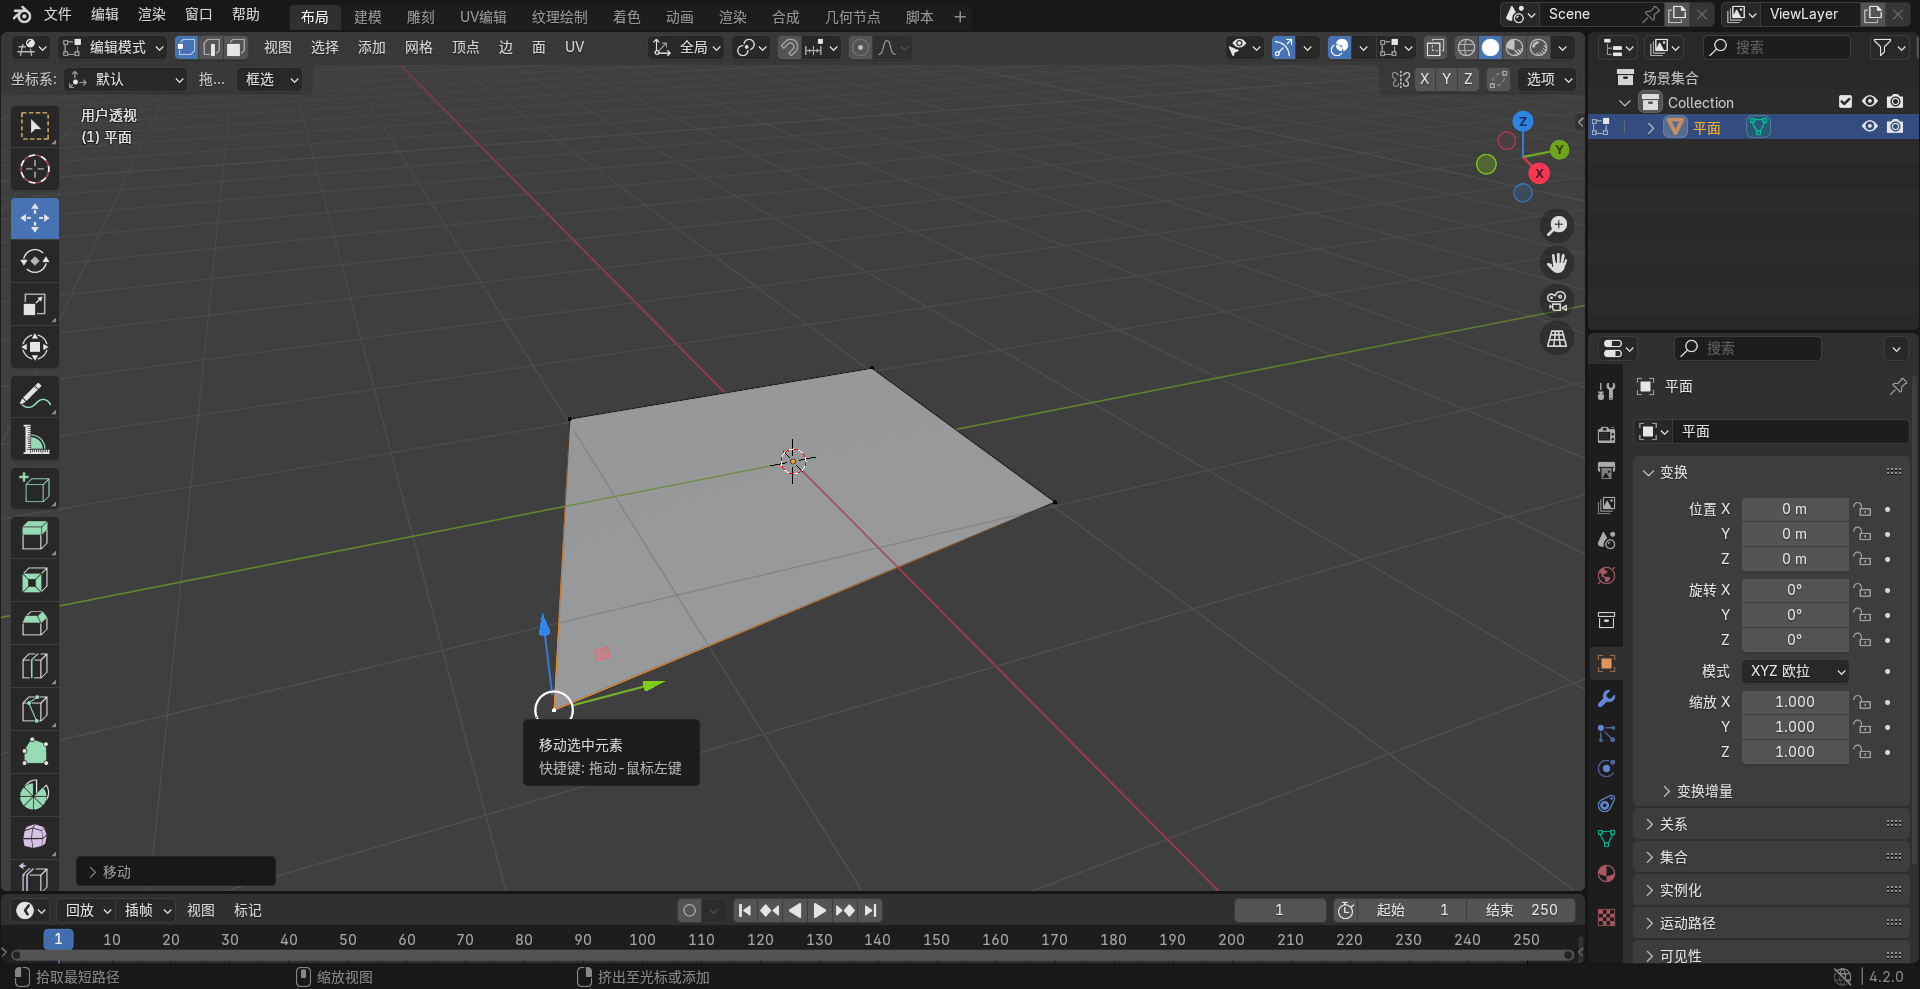 文件 编辑 渲染 窗口 帮助 布局 建模 雕刻 UV编辑 纹理绘制 着色 动画 渲染 合成 几何节点 脚本 + Scene ViewLayer
编辑模式 视图 选择 添加 网格 顶点 边 面 UV 全局 搜索
坐标系: 默认 拖... 框选 X Y Z 选项
场景集合
Collection
平面
用户透视
(1) 平面
Z
Y
X
搜索
平面
平面
变换
位置 X 0 m
Y 0 m
Z 0 m
旋转 X 0°
Y 0°
Z 0°
模式 XYZ 欧拉
缩放 X 1.000
Y 1.000
Z 1.000
变换增量
关系
集合
实例化
运动路径
可见性
移动选中元素
快捷键: 拖动-鼠标左键
移动
回放 插帧 视图 标记 1 起始 1 结束 250
1 10 20 30 40 50 60 70 80 90 100 110 120 130 140 150 160 170 180 190 200 210 220 230 240 250
拾取最短路径 缩放视图 挤出至光标或添加 4.2.0